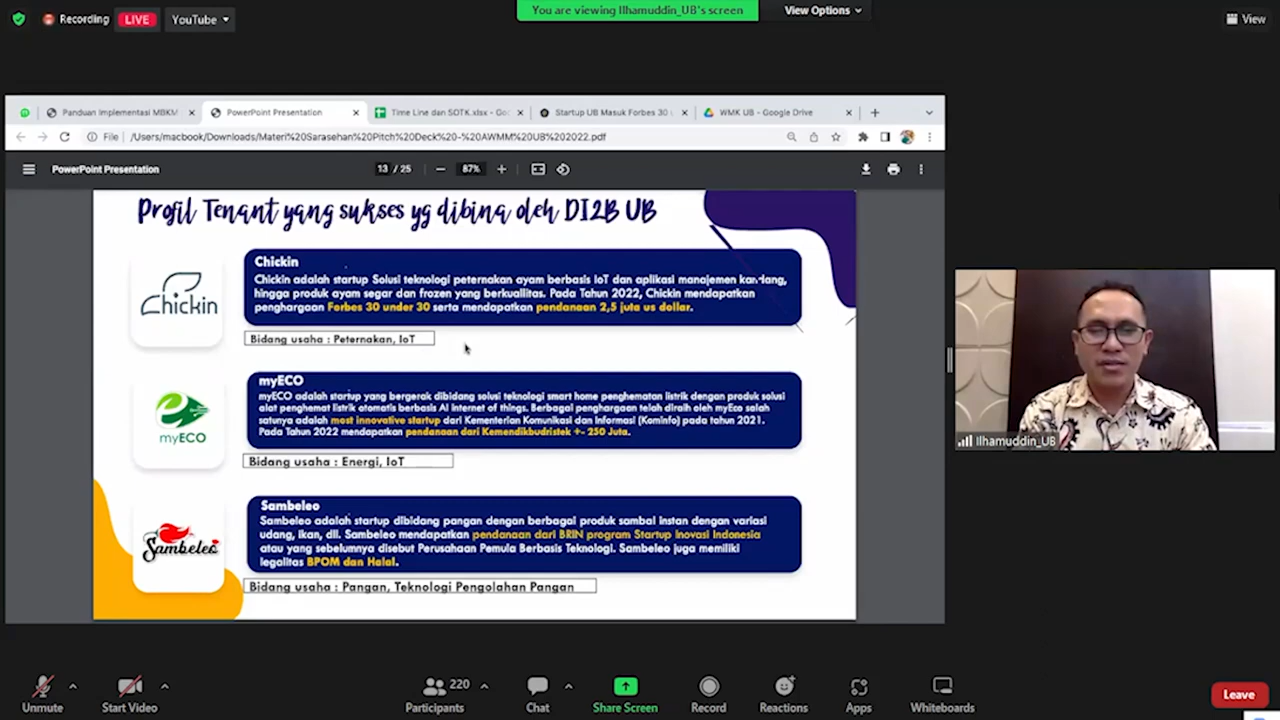 You are viewing Ilhamuddin_UB's screen
View Options
Recording
LIVE
YouTube
View
Panduan Implementasi MBKM
PowerPoint Presentation
Time Line dan SOTK.xlsx - Go
Startup UB Masuk Forbes 30
WMK UB - Google Drive
File
/Users/macbook/Downloads/Materi%20Sarasehan%20Pitch%20Deck%20-%20AWMM%20UB%202022.pdf
PowerPoint Presentation
13 / 25
87%
Profil Tenant yang sukses yg dibina oleh DI2B UB
Chickin
Chickin
Chickin adalah startup Solusi teknologi peternakan ayam berbasis IoT dan aplikasi manajemen kandang,
hingga produk ayam segar dan frozen yang berkuallitas. Pada Tahun 2022, Chickin mendapatkan
penghargaan Forbes 30 under 30 serta mendapatkan pendanaan 2,5 juta us dollar.
Bidang usaha : Peternakan, IoT
myECO
myECO
myECO adalah startup yang bergerak dibidang solusi teknologi smart home penghematan listrik dengan produk solusi
alat penghemat listrik otomatis berbasis AI Internet of things. Berbagai penghargaan telah diraih oleh myEco salah
satunya adalah most innovative startup dari Kementerian Komunikasi dan Informasi (Kominfo) pada tahun 2021.
Pada Tahun 2022 mendapatkan pendanaan dari Kemendikbudristek +- 250 Juta.
Bidang usaha : Energi, IoT
Sambeleo
Sambeleo
Sambeleo adalah startup dibidang pangan dengan berbagai produk sambal instan dengan variasi
udang, ikan, dll. Sambeleo mendapatkan pendanaan dari BRIN program Startup Inovasi Indonesia
atau yang sebelumnya disebut Perusahaan Pemula Berbasis Teknologi. Sambeleo juga memiliki
legalitas BPOM dan Halal.
Bidang usaha : Pangan, Teknologi Pengolahan Pangan
Ilhamuddin_UB
Unmute
Start Video
220
Participants
Chat
Share Screen
Record
Reactions
Apps
Whiteboards
Leave